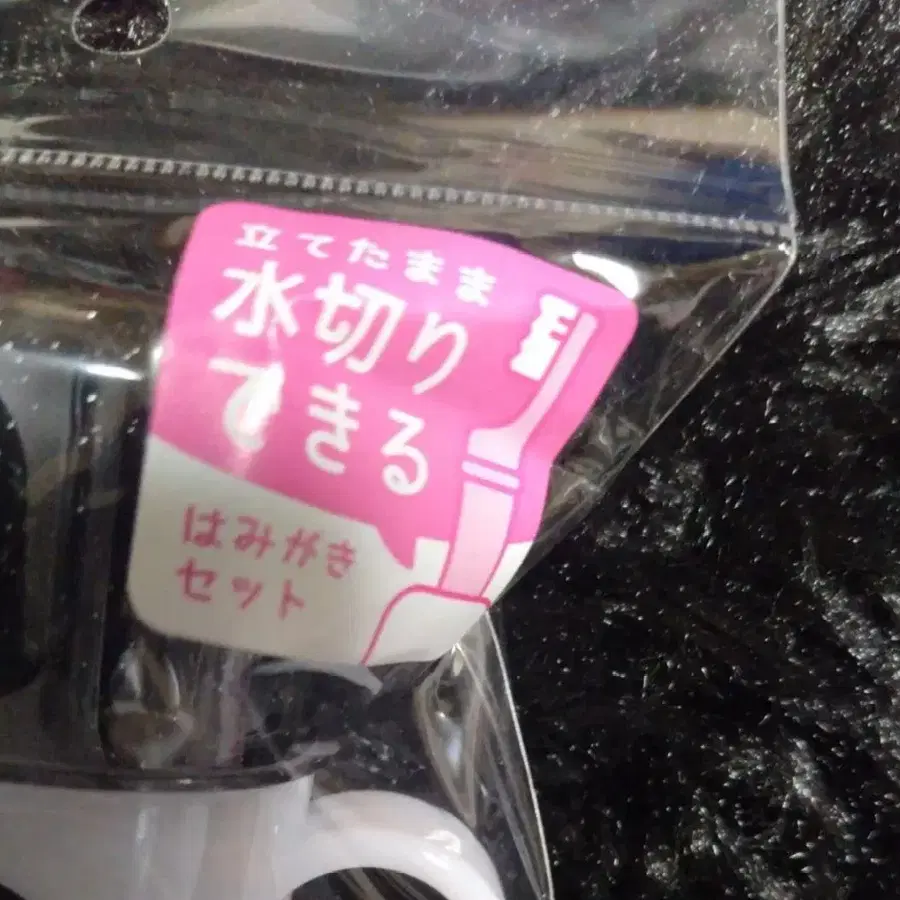 立てたまま
水切り
できる
はみがき
セット